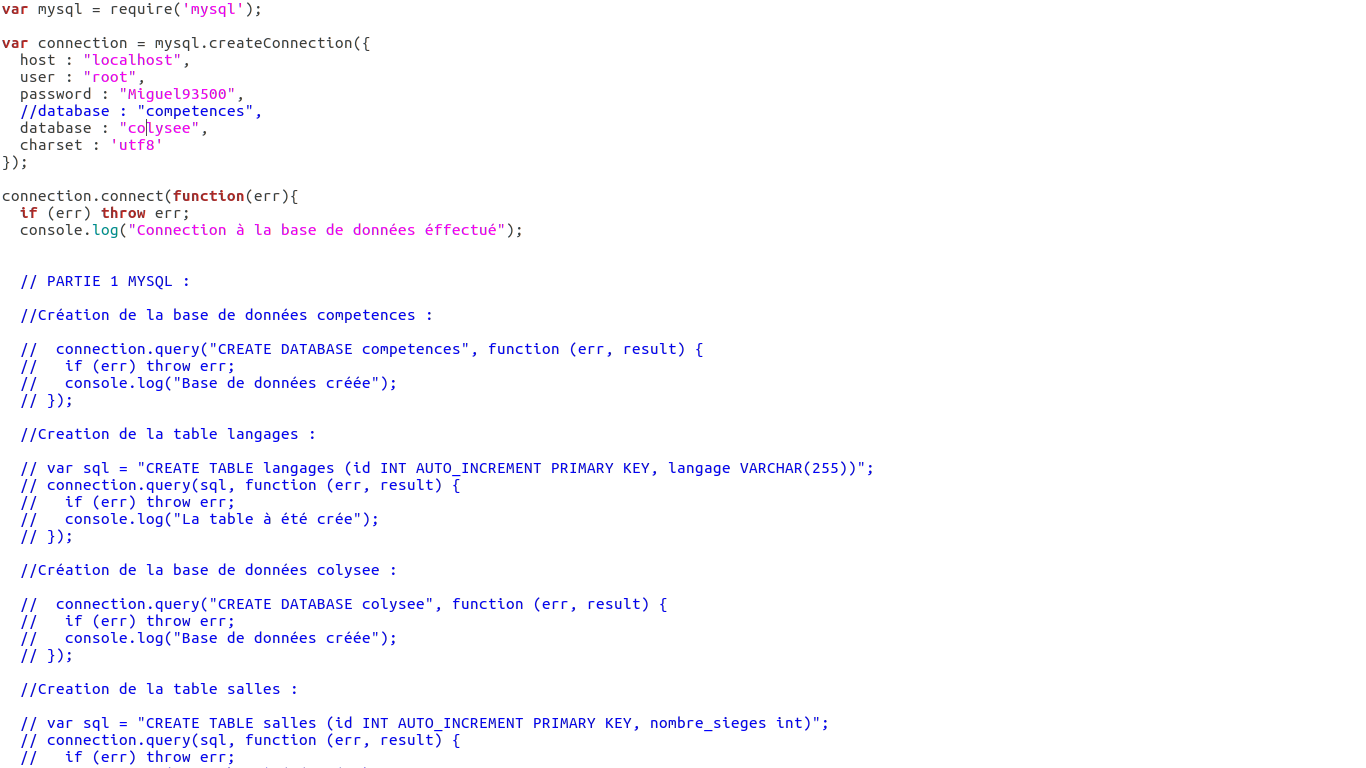 var mysql = require('mysql');
var connection = mysql.createConnection({
host : "localhost",
user : "root",
password : "Miguel93500",
//database : "competences",
database : "colysee",
charset : 'utf8'
});
connection.connect(function(err){
if (err) throw err;
console.log("Connection à la base de données éffectué");
// PARTIE 1 MYSQL :
//Création de la base de données competences :
//  connection.query("CREATE DATABASE competences", function (err, result) {
//   if (err) throw err;
//   console.log("Base de données créée");
// });
//Creation de la table langages :
// var sql = "CREATE TABLE langages (id INT AUTO_INCREMENT PRIMARY KEY, langage VARCHAR(255))";
// connection.query(sql, function (err, result) {
//   if (err) throw err;
//   console.log("La table à été crée");
// });
//Création de la base de données colysee :
//  connection.query("CREATE DATABASE colysee", function (err, result) {
//   if (err) throw err;
//   console.log("Base de données créée");
// });
//Creation de la table salles :
// var sql = "CREATE TABLE salles (id INT AUTO_INCREMENT PRIMARY KEY, nombre_sieges int)";
// connection.query(sql, function (err, result) {
//   if (err) throw err;